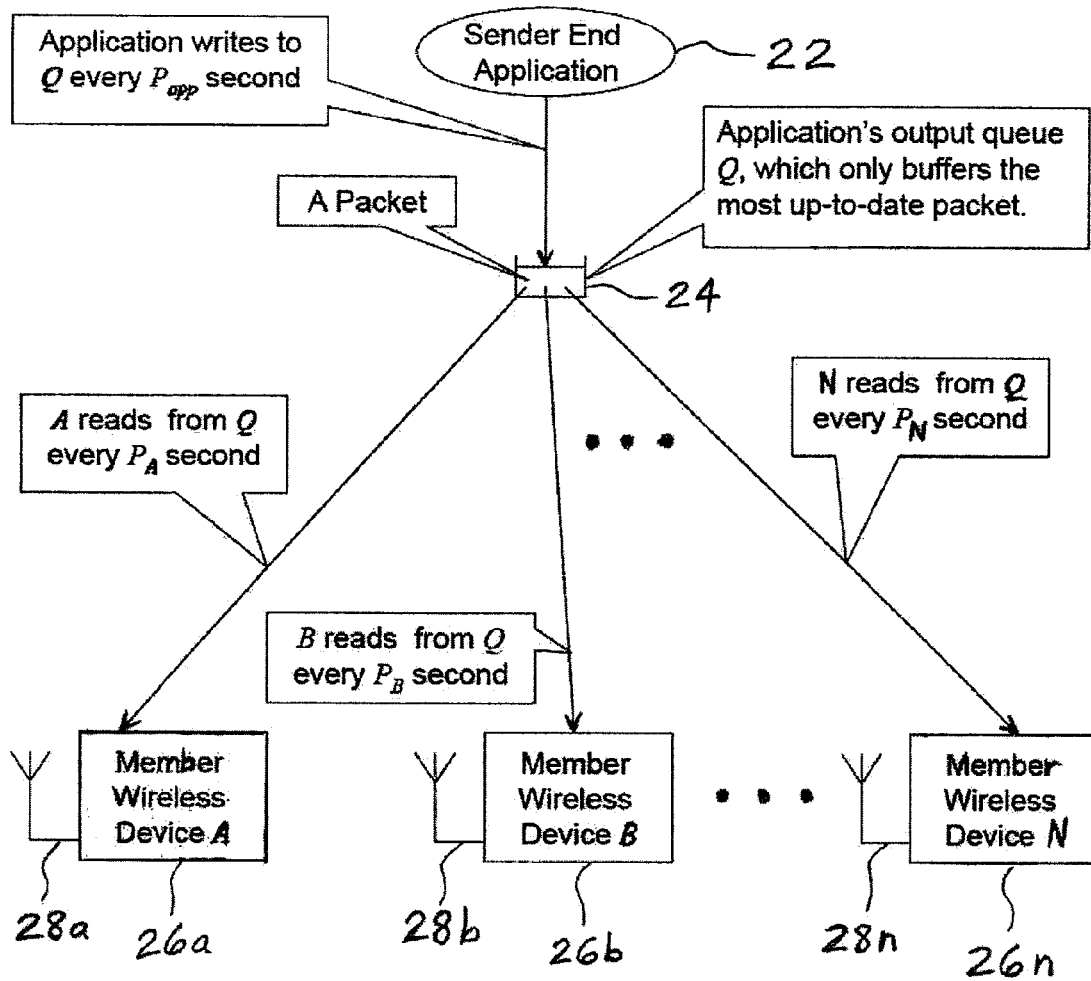 Application writes to
Q every P_app second
Sender End
Application
22
Application's output queue
Q, which only buffers the
most up-to-date packet.
A Packet
24
A reads from Q
every P_A second
N reads from Q
every P_N second
B reads from Q
every P_B second
Member
Wireless
Device A
Member
Wireless
Device B
Member
Wireless
Device N
28a
26a
28b
26b
28n
26n